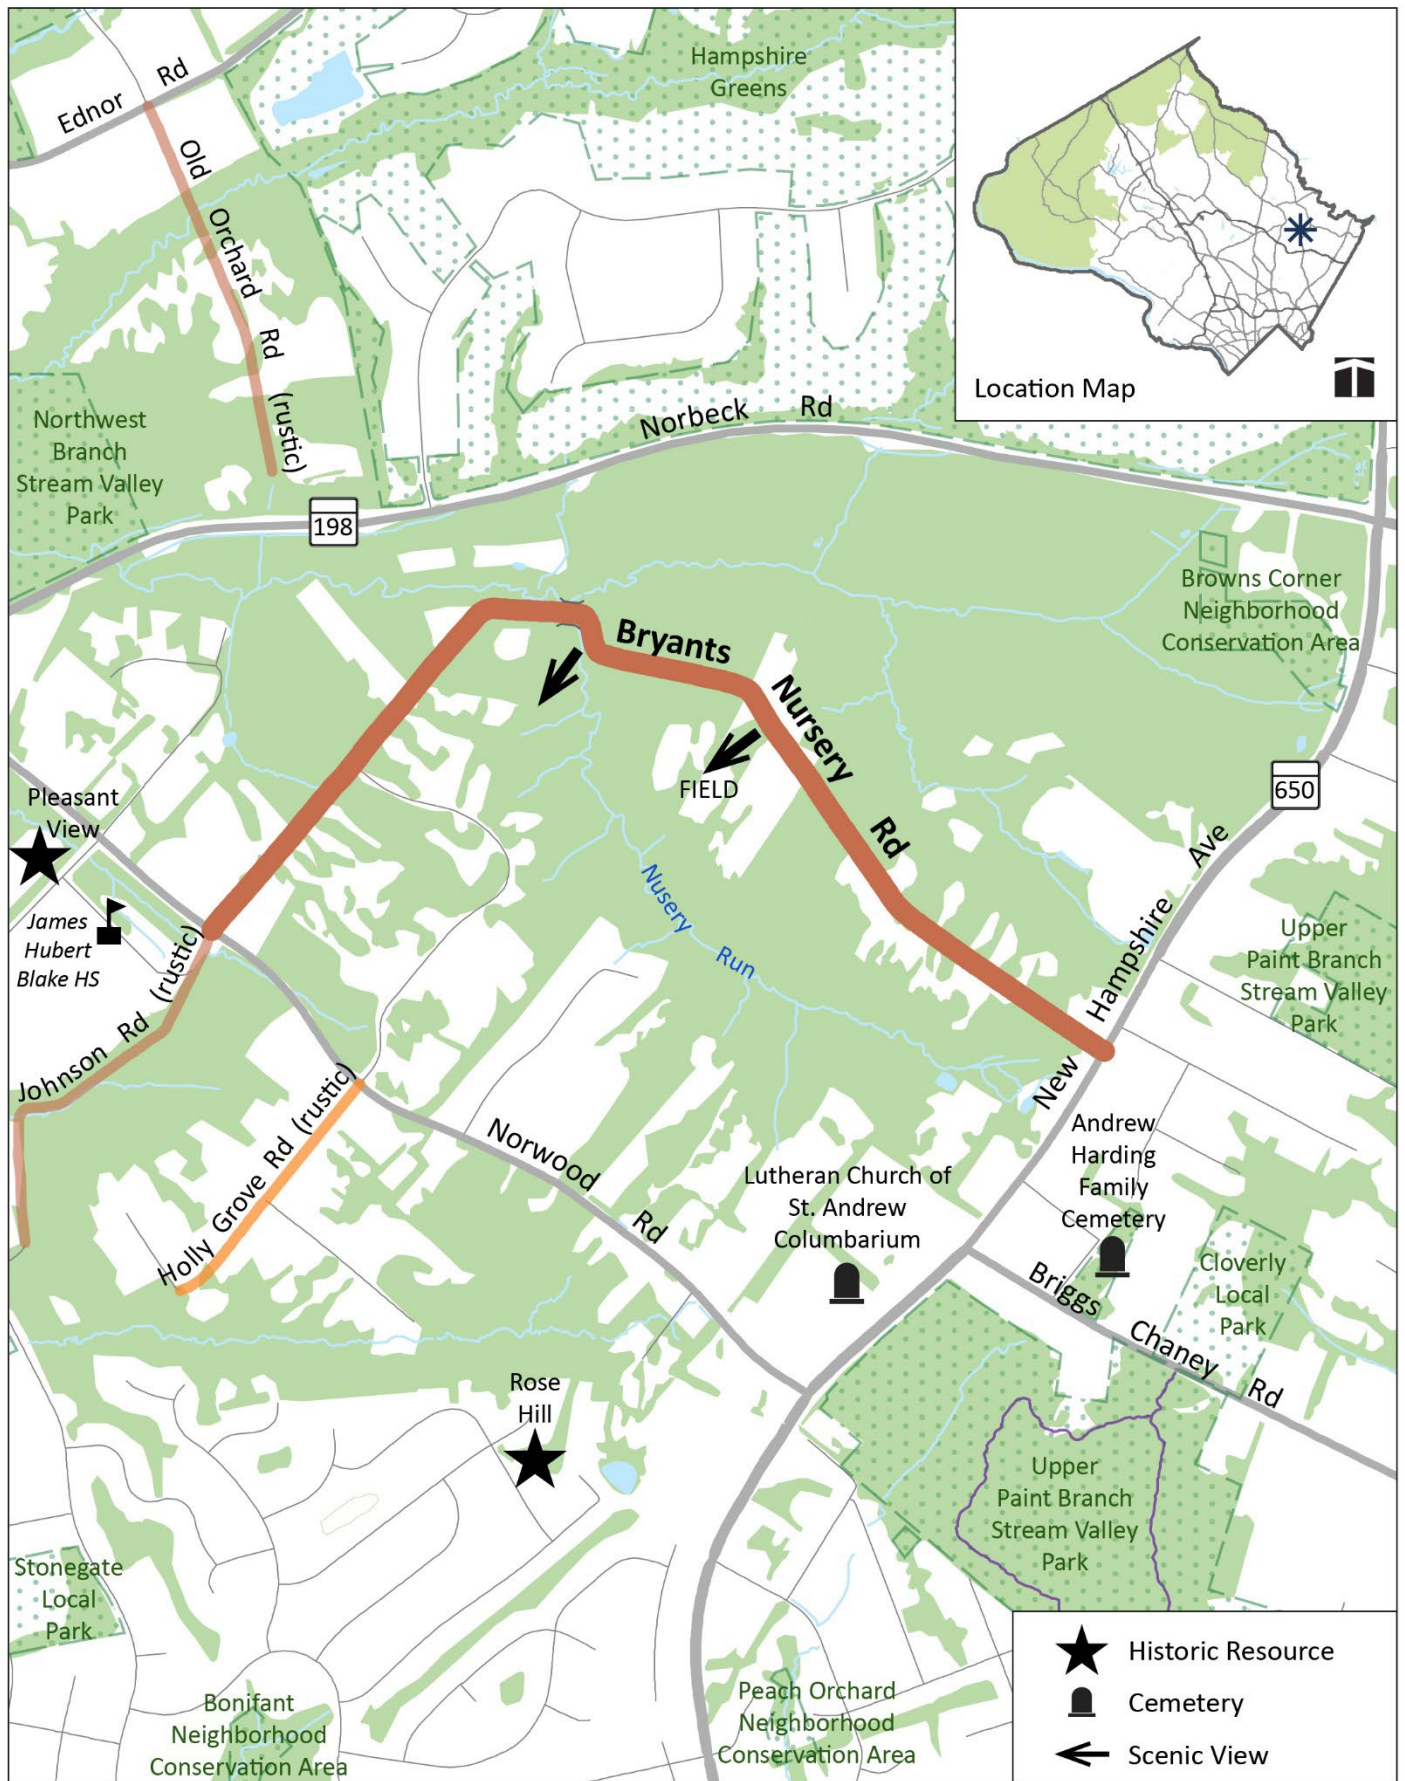 Hampshire
Greens
Ednor Rd
Old Orchard Rd (rustic)
Location Map
Norbeck Rd
Northwest
Branch
Stream Valley
Park
198
Browns Corner
Neighborhood
Conservation Area
Bryants Nursery Rd
FIELD
650
Pleasant
View
James
Hubert
Blake HS
Nusery Run
New Hampshire Ave
Upper
Paint Branch
Stream Valley
Park
Johnson Rd (rustic)
Holly Grove Rd (rustic)
Norwood Rd
Andrew
Harding
Family
Cemetery
Lutheran Church of
St. Andrew
Columbarium
Cloverly
Local
Park
Briggs Chaney Rd
Rose
Hill
Upper
Paint Branch
Stream Valley
Park
Stonegate
Local
Park
Bonifant
Neighborhood
Conservation Area
Peach Orchard
Neighborhood
Conservation Area
Historic Resource
Cemetery
Scenic View